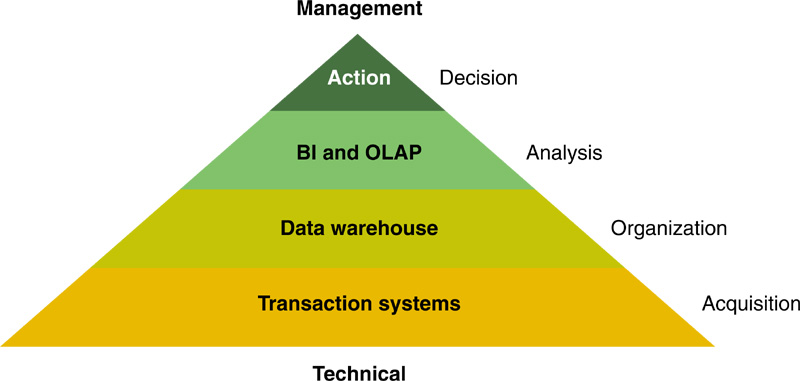 Management
Action
Decision
BI and OLAP
Analysis
Data warehouse
Organization
Transaction systems
Acquisition
Technical